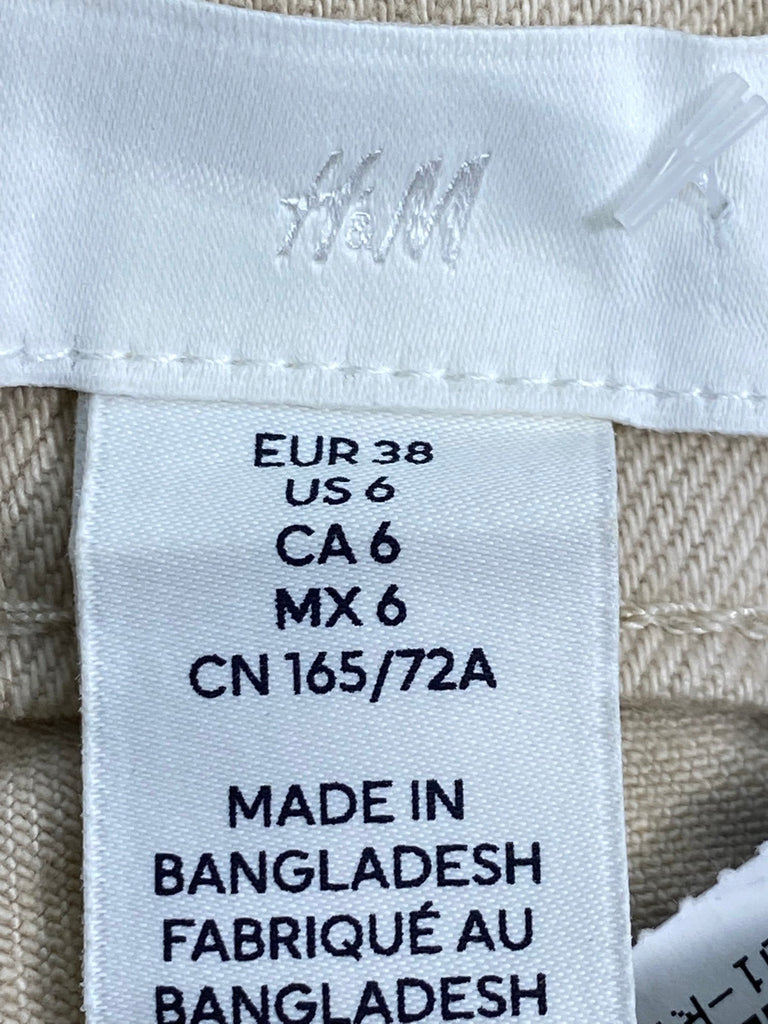 H&M
EUR 38
US 6
CA 6
MX 6
CN 165/72A
MADE IN
BANGLADESH
FABRIQUÉ AU
BANGLADESH